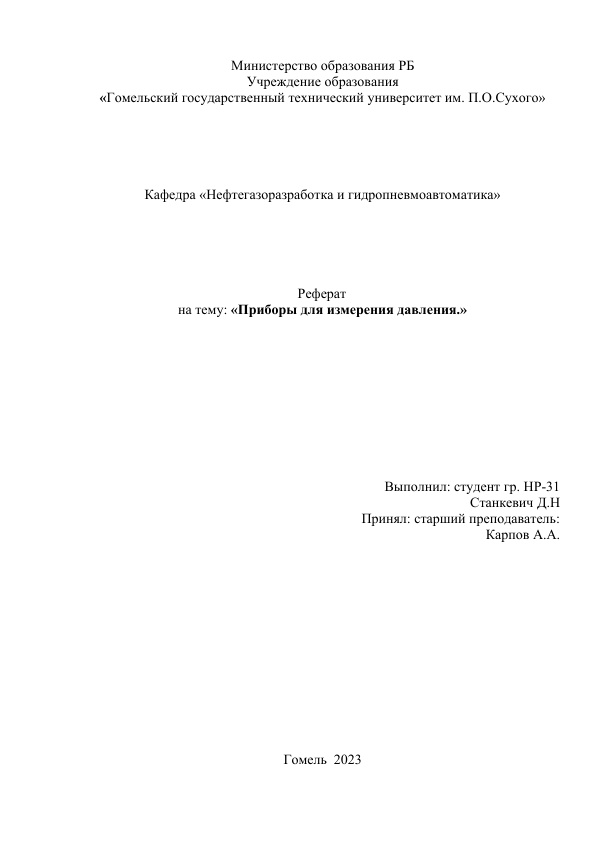 Министерство образования РБ
Учреждение образования
«Гомельский государственный технический университет им. П.О.Сухого»
Кафедра «Нефтегазоразработка и гидропневмоавтоматика»
Реферат
на тему: «Приборы для измерения давления.»
Выполнил: студент гр. НР-31
Станкевич Д.Н
Принял: старший преподаватель:
Карпов А.А.
Гомель  2023